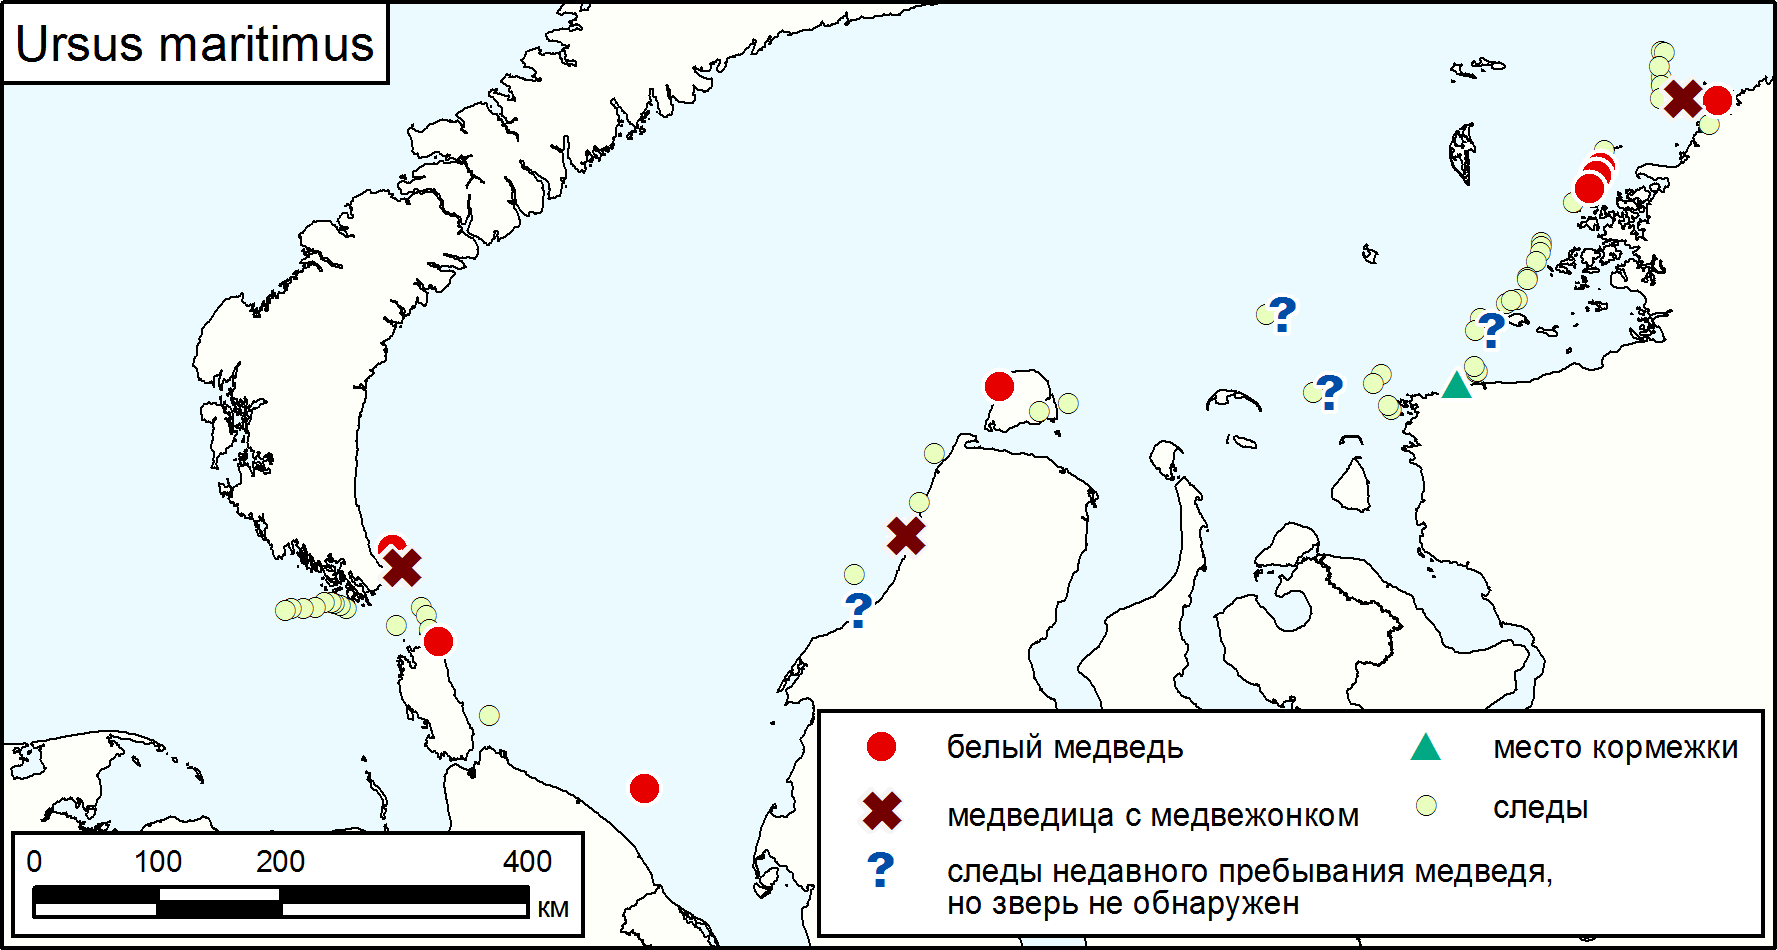 Ursus maritimus
?
?
?
?
белый медведь
место кормежки
медведица с медвежонком
следы
? следы недавного пребывания медведя,
но зверь не обнаружен
0 100 200 400
км